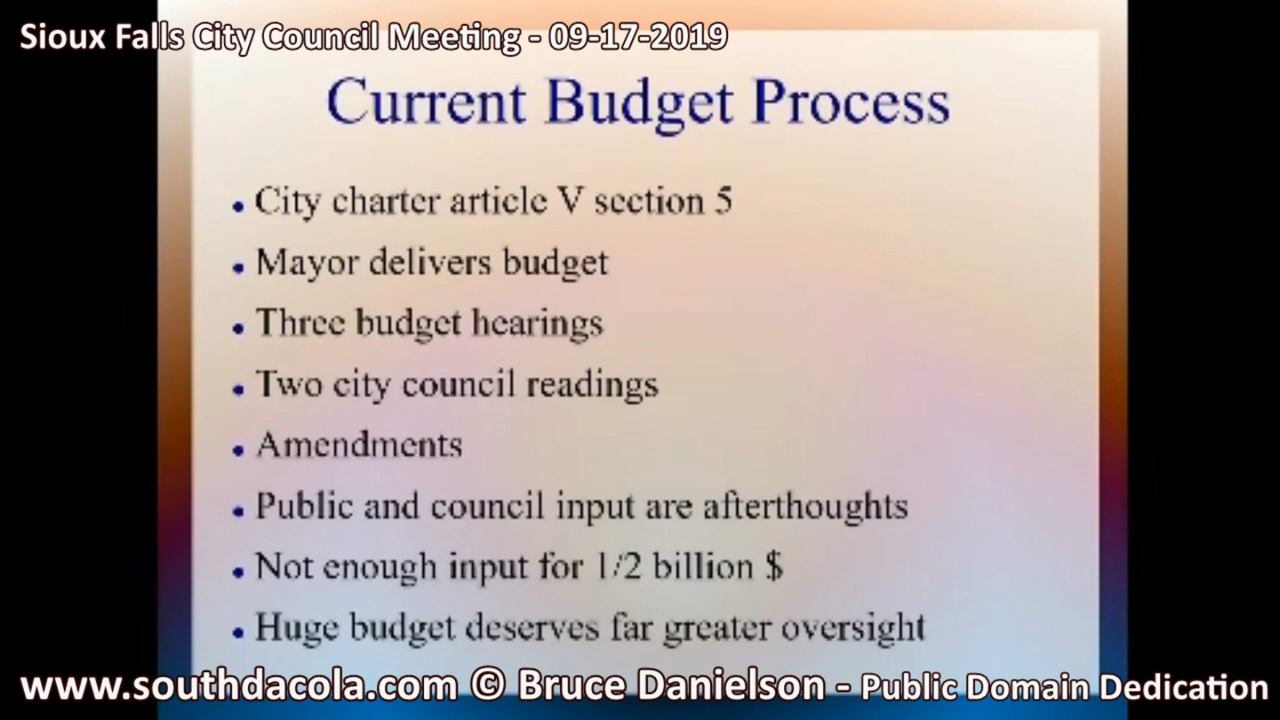 Sioux Falls City Council Meeting - 09-17-2019
Current Budget Process
• City charter article V section 5
• Mayor delivers budget
• Three budget hearings
• Two city council readings
• Amendments
• Public and council input are afterthoughts
• Not enough input for 1/2 billion $
• Huge budget deserves far greater oversight
www.southdacola.com © Bruce Danielson - Public Domain Dedication